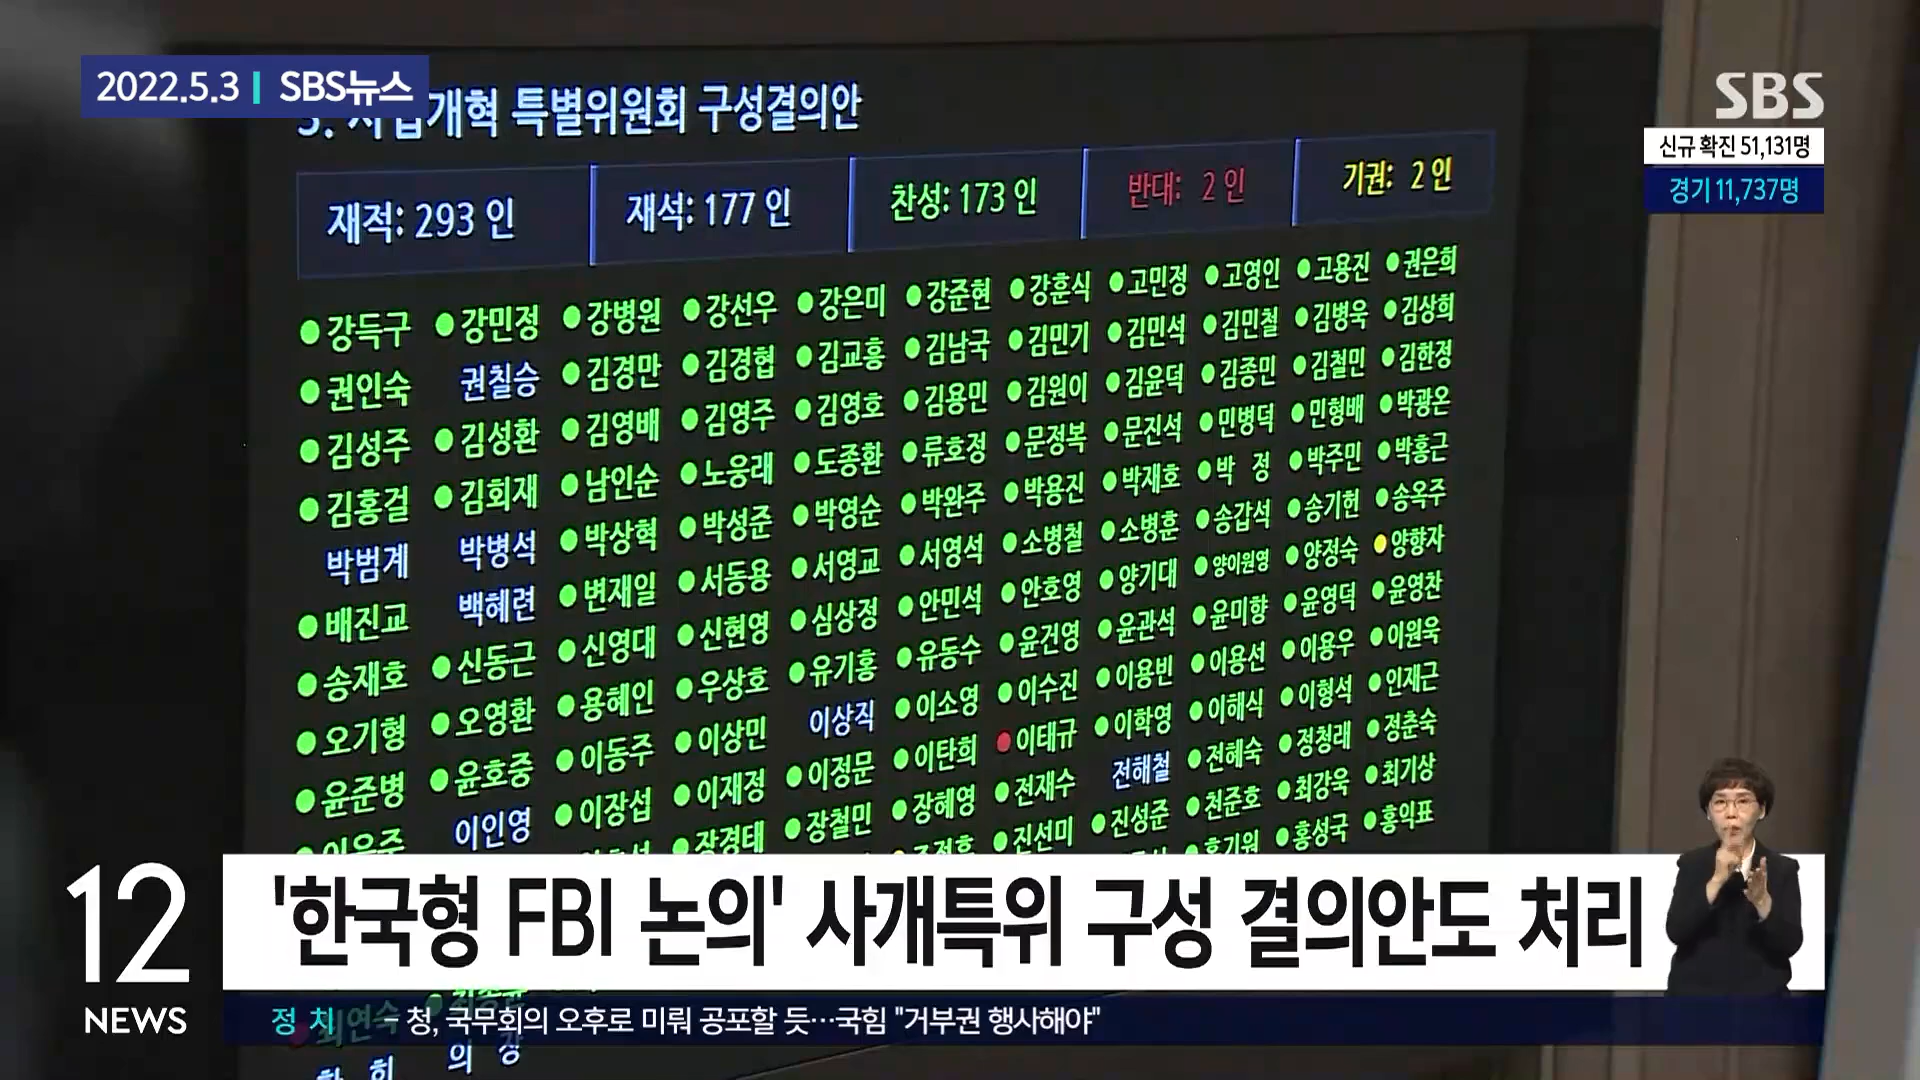 2022.5.3 | SBS뉴스
SBS
신규 확진 51,131명
경기 11,737명
개혁 특별위원회 구성결의안
재적: 293 인 재석: 177 인 찬성: 173 인 반대: 2 인 기권: 2 인
강득구 강민정 강병원 강선우 강은미 강준현 강훈식 고민정 고영인 고용진 권은희
권인숙 권칠승 김경만 김경협 김교흥 김남국 김민기 김민석 김민철 김병욱 김상희
김성주 김성환 김영배 김영주 김영호 김용민 김원이 김윤덕 김종민 김철민 김한정
김홍걸 김회재 남인순 노웅래 도종환 류호정 문정복 문진석 민병덕 민형배 박광온
박범계 박병석 박상혁 박성준 박영순 박완주 박용진 박재호 박 정 박주민 박홍근
배진교 백혜련 변재일 서동용 서영교 서영석 소병철 소병훈 송갑석 송기헌 송옥주
송재호 신동근 신영대 신현영 심상정 안민석 안호영 양기대 양이원영 양정숙 양향자
오기형 오영환 용혜인 우상호 유기홍 유동수 윤건영 윤관석 윤미향 윤영덕 윤영찬
윤준병 윤호중 이동주 이상민 이상직 이소영 이수진 이용빈 이용선 이용우 이원욱
이인영 이장섭 이재정 이정문 이탄희 이태규 이학영 이해식 이형석 인재근
장경태 장철민 장혜영 전재수 전해철 전혜숙 정청래 정춘숙
진선미 진성준 천준호 최강욱 최기상
홍기원 홍성국 홍익표
최연숙
의 장
12
NEWS
'한국형 FBI 논의' 사개특위 구성 결의안도 처리
정 치 - 청, 국무회의 오후로 미뤄 공포할 듯…국힘 "거부권 행사해야"